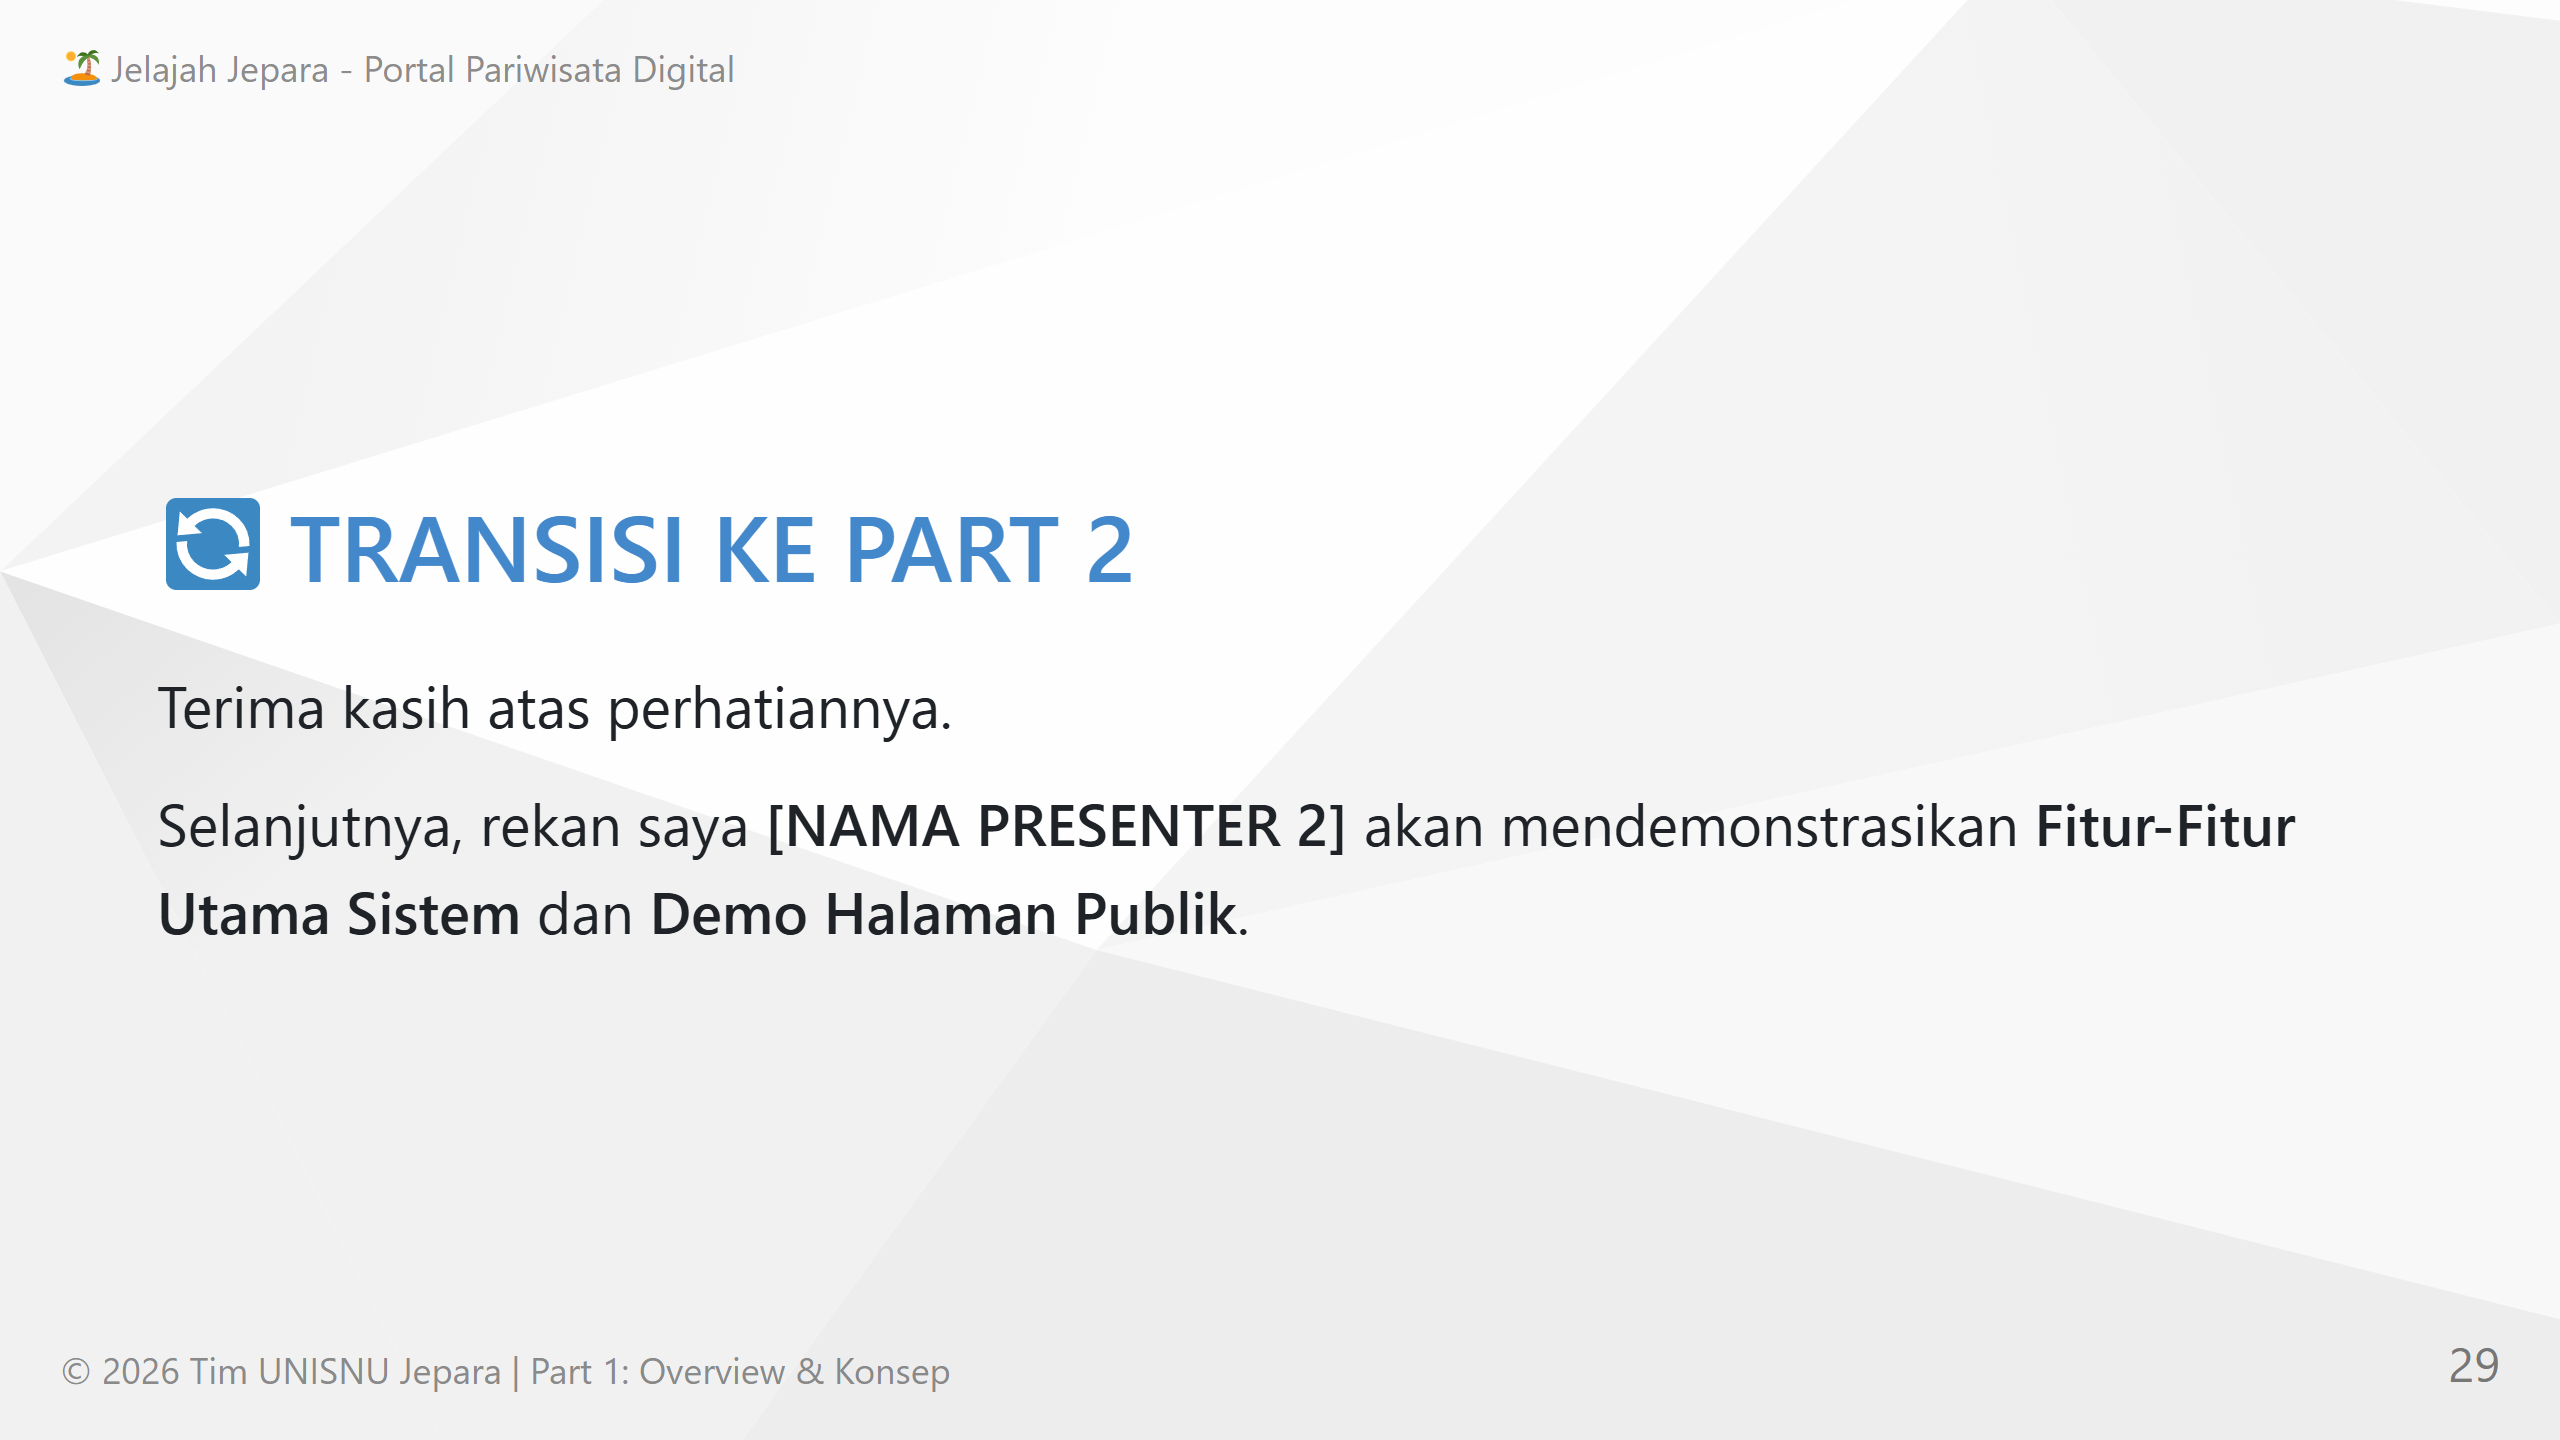 Jelajah Jepara - Portal Pariwisata Digital
TRANSISI KE PART 2
Terima kasih atas perhatiannya.
Selanjutnya, rekan saya [NAMA PRESENTER 2] akan mendemonstrasikan Fitur-Fitur
Utama Sistem dan Demo Halaman Publik.
© 2026 Tim UNISNU Jepara | Part 1: Overview & Konsep
29